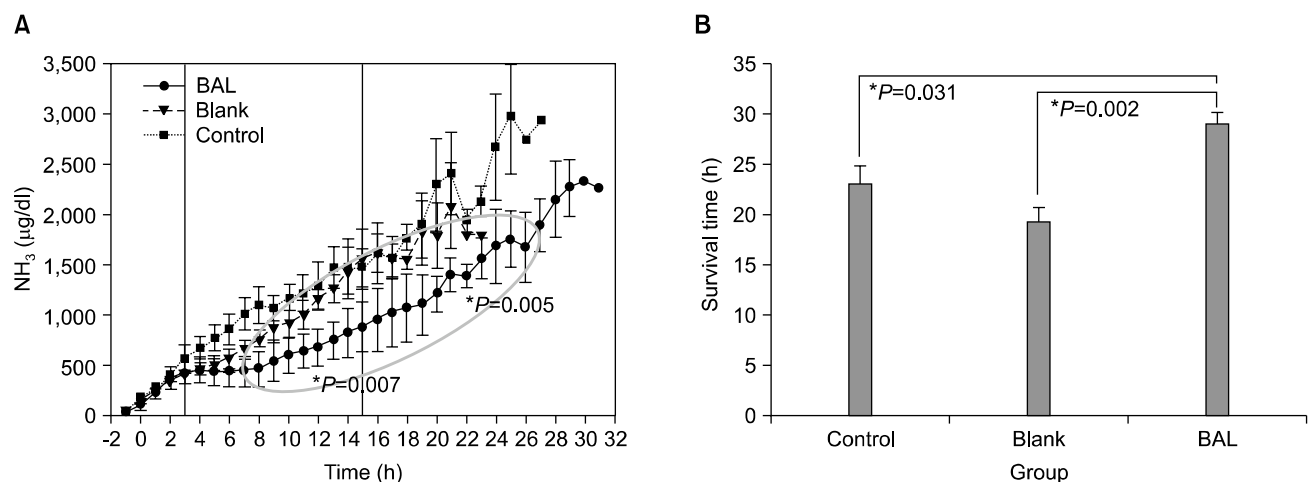 A
3,500
3,000
2,500
2,000
1,500
1,000
500
0
NH₃ (µg/dl)
BAL
Blank
Control
*P=0.005
*P=0.007
-2 0 2 4 6 8 10 12 14 16 18 20 22 24 26 28 30 32
Time (h)
B
35
30
25
20
15
10
5
0
Survival time (h)
*P=0.031
*P=0.002
Control Blank BAL
Group